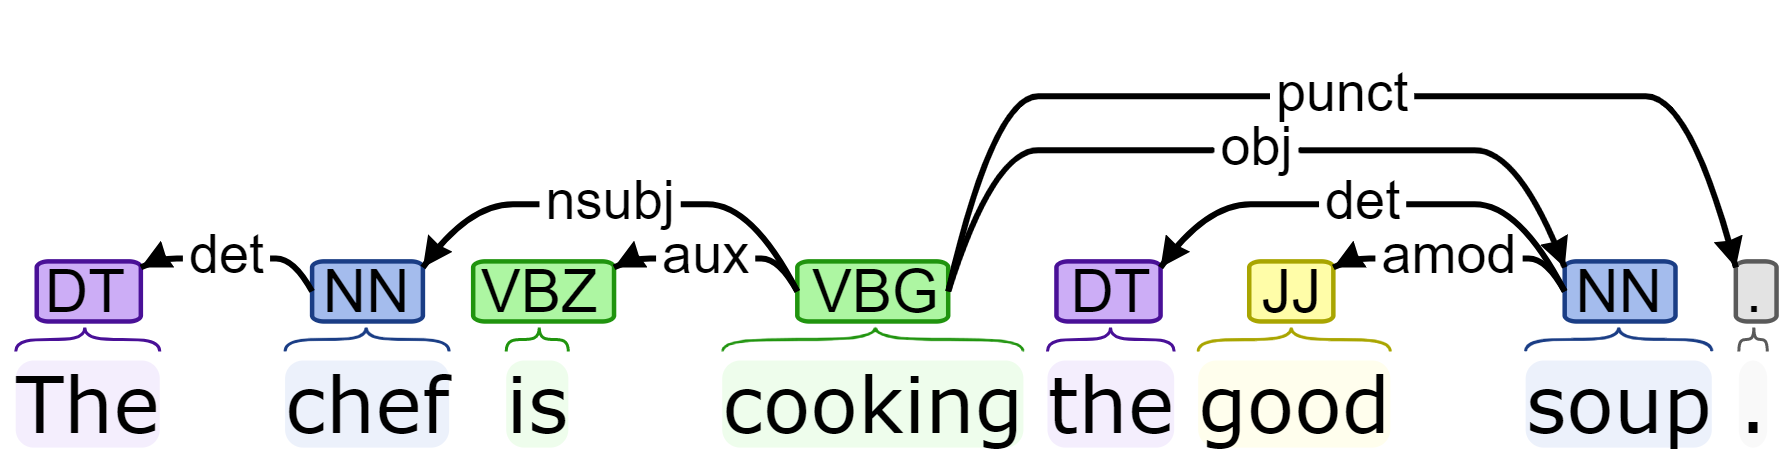 punct
obj
nsubj det
det aux amod
DT NN VBZ VBG DT JJ NN .
The chef is cooking the good soup .